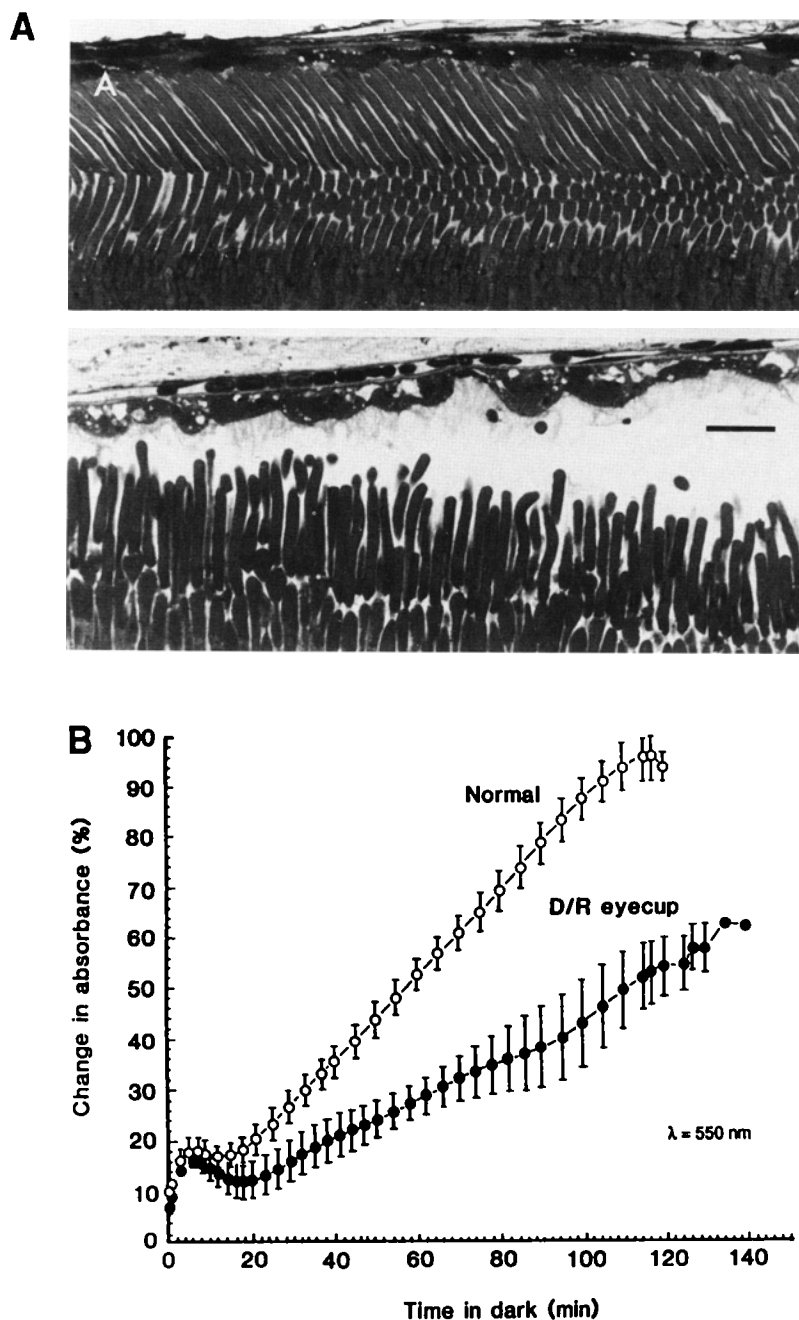 A
A
B
Change in absorbance (%)
100
90
80
70
60
50
40
30
20
10
0
Normal
D/R eyecup
λ = 550 nm
0 20 40 60 80 100 120 140
Time in dark (min)